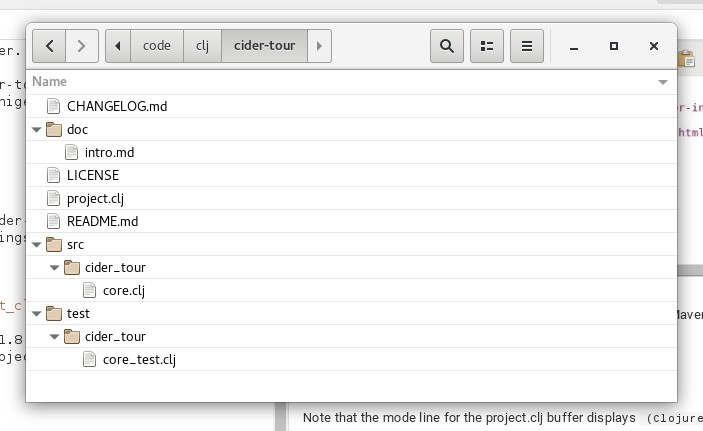 er.
code clj cider-tour
Name
CHANGELOG.md
doc
intro.md
LICENSE
project.clj
README.md
src
cider_tour
core.clj
test
cider_tour
core_test.clj
r-to
nige
der-
ings
t_c
1.8
ojec
r-in
html
Maven
Note that the mode line for the project.clj buffer displays (Clojure